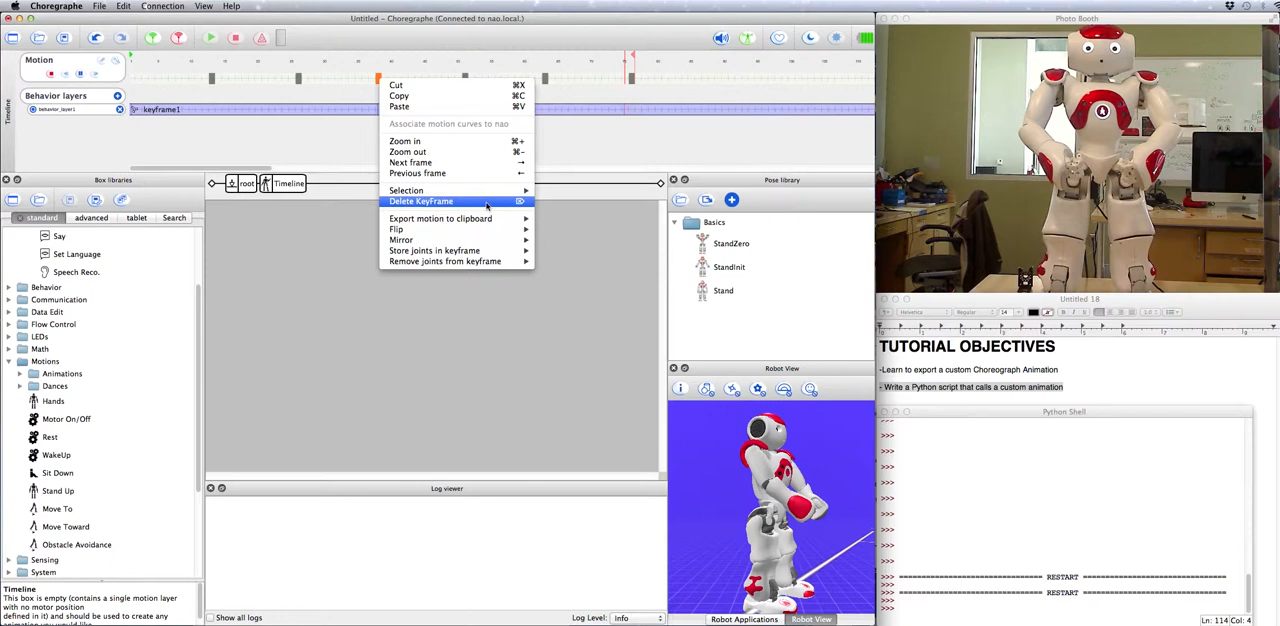 Choregraphe File Edit Connection View Help
Untitled – Choregraphe (Connected to nao.local.)
Photo Booth
Motion
Timeline
Behavior layers
behavior_layer1
keyframe1
Cut ⌘X
Copy ⌘C
Paste ⌘V
Associate motion curves to nao
Zoom in ⌘+
Zoom out ⌘-
Next frame →
Previous frame ←
Selection
Delete KeyFrame
Export motion to clipboard
Flip
Mirror
Store joints in keyframe
Remove joints from keyframe
Box libraries
root Timeline
Pose library
standard advanced tablet Search
Say
Set Language
Speech Reco.
Behavior
Communication
Data Edit
Flow Control
LEDs
Math
Motions
Animations
Dances
Hands
Motor On/Off
Rest
WakeUp
Sit Down
Stand Up
Move To
Move Toward
Obstacle Avoidance
Sensing
System
Timeline
This box is empty (contains a single motion layer
with no motor position
defined in it) and should be used to create any
Basics
StandZero
StandInit
Stand
Robot View
Log viewer
Show all logs
Log Level: Info
Robot Applications Robot View
Untitled 18
Helvetica Regular 14
TUTORIAL OBJECTIVES
-Learn to export a custom Choregraph Animation
- Write a Python script that calls a custom animation
Python Shell
>>>
>>>
>>>
>>>
>>>
>>>
>>>
>>>
>>>
>>> ================================ RESTART ================================
>>> ================================ RESTART ================================
>>>
>>>
Ln: 114 Col: 4